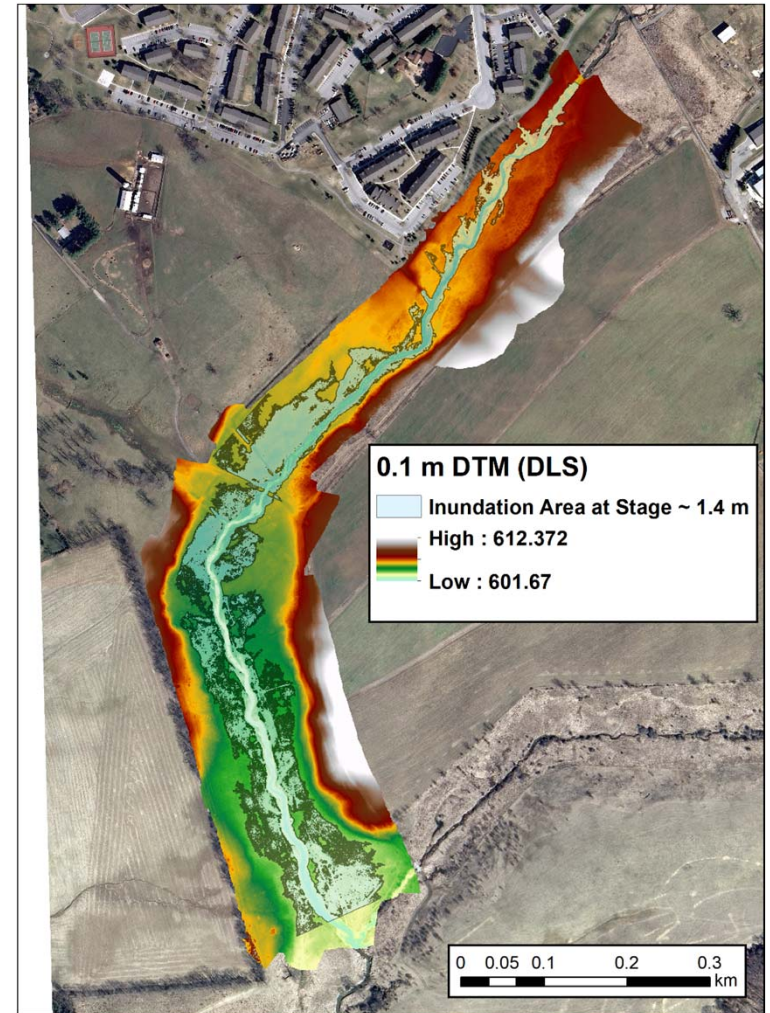 0.1 m DTM (DLS)
Inundation Area at Stage ~ 1.4 m
High : 612.372
Low : 601.67
0 0.05 0.1 0.2 0.3
km